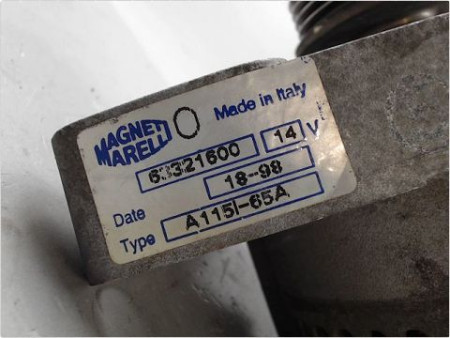 MAGNETI MARELLI
Made in Italy
63321600 14 V
Date 18-98
Type A115I-65A